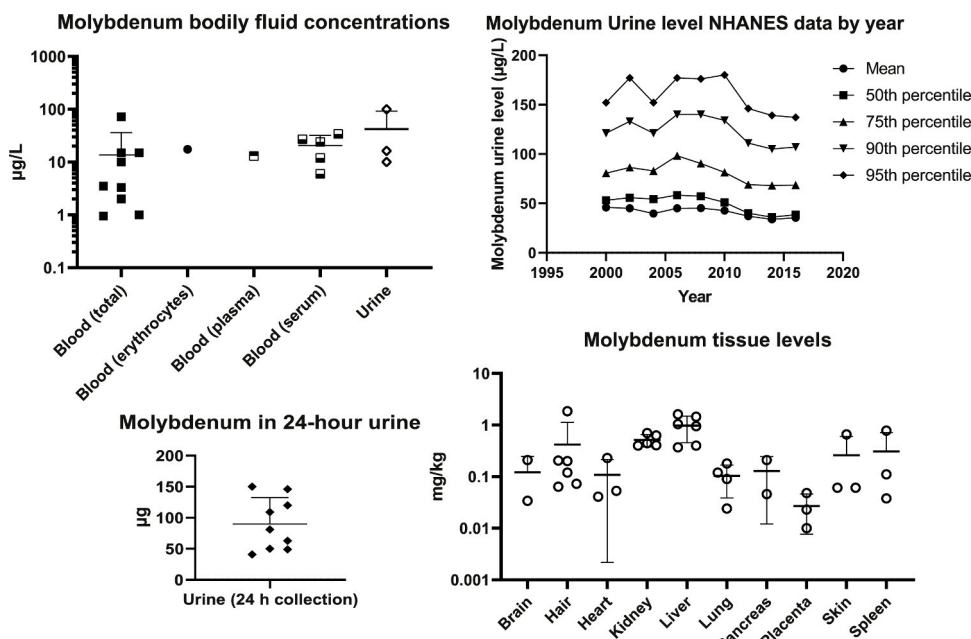 Molybdenum bodily fluid concentrations
1000
100
10
1
0.1
µg/L
Blood (total)
Blood (erythrocytes)
Blood (plasma)
Blood (serum)
Urine
Molybdenum Urine level NHANES data by year
200
150
100
50
0
Molybdenum urine level (µg/L)
1995
2000
2005
2010
2015
2020
Year
Mean
50th percentile
75th percentile
90th percentile
95th percentile
Molybdenum in 24-hour urine
200
150
100
50
0
µg
Urine (24 h collection)
Molybdenum tissue levels
10
1
0.1
0.01
0.001
mg/kg
Brain
Hair
Heart
Kidney
Liver
Lung
Pancreas
Placenta
Skin
Spleen